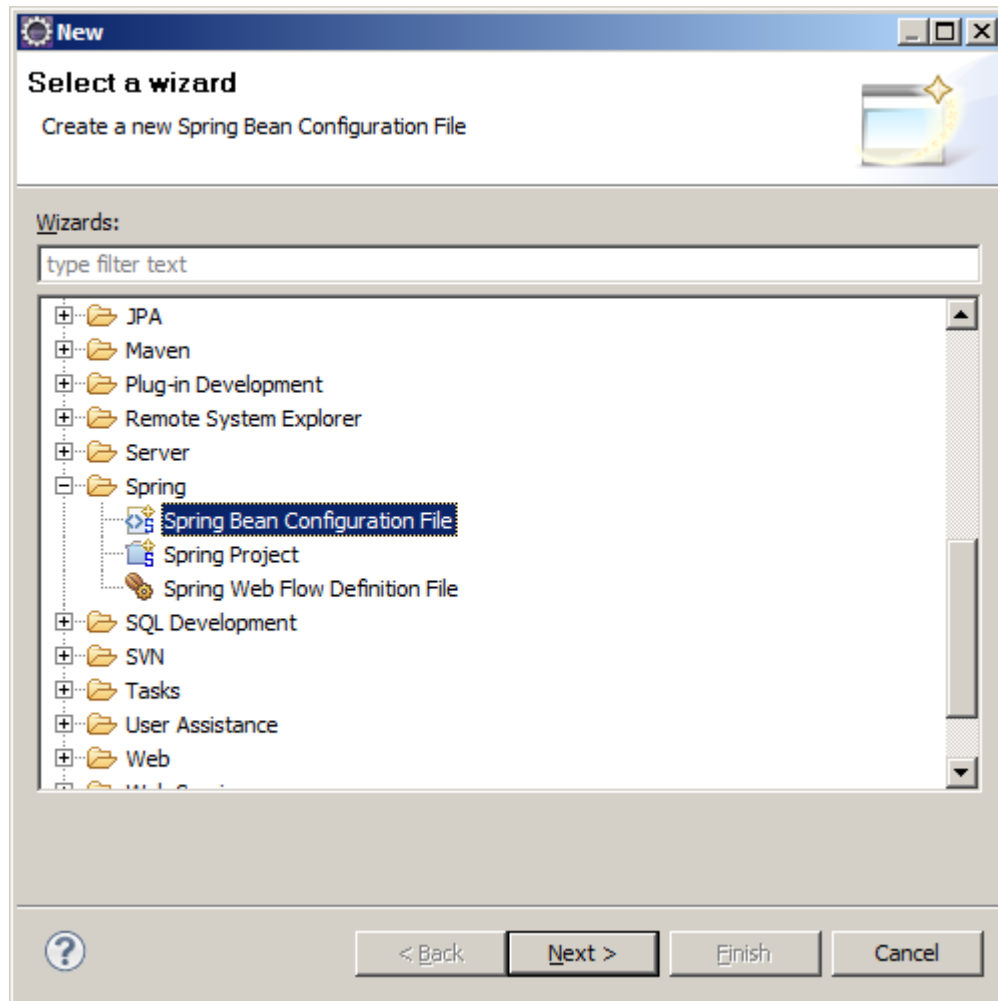 New
Select a wizard
Create a new Spring Bean Configuration File
Wizards:
type filter text
JPA
Maven
Plug-in Development
Remote System Explorer
Server
Spring
Spring Bean Configuration File
Spring Project
Spring Web Flow Definition File
SQL Development
SVN
Tasks
User Assistance
Web
< Back Next > Finish Cancel